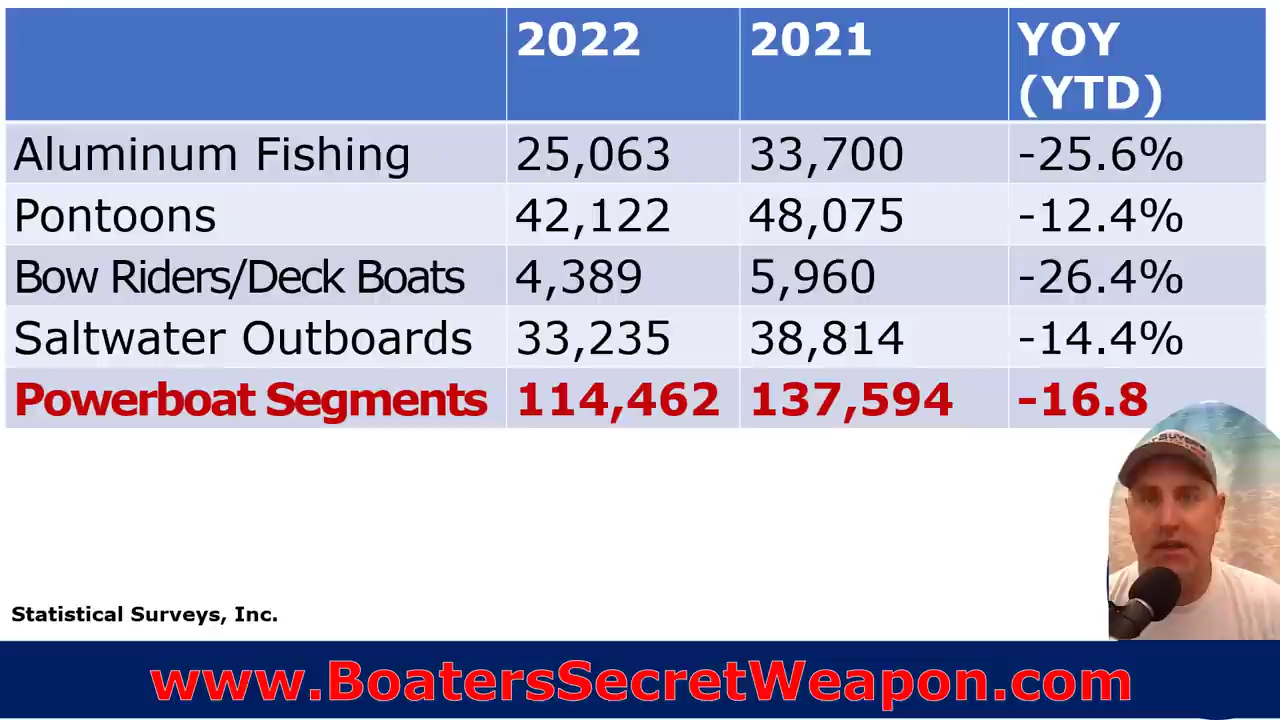 2022 2021 YOY
(YTD)
Aluminum Fishing 25,063 33,700 -25.6%
Pontoons 42,122 48,075 -12.4%
Bow Riders/Deck Boats 4,389 5,960 -26.4%
Saltwater Outboards 33,235 38,814 -14.4%
Powerboat Segments 114,462 137,594 -16.8
Statistical Surveys, Inc.
www.BoatersSecretWeapon.com